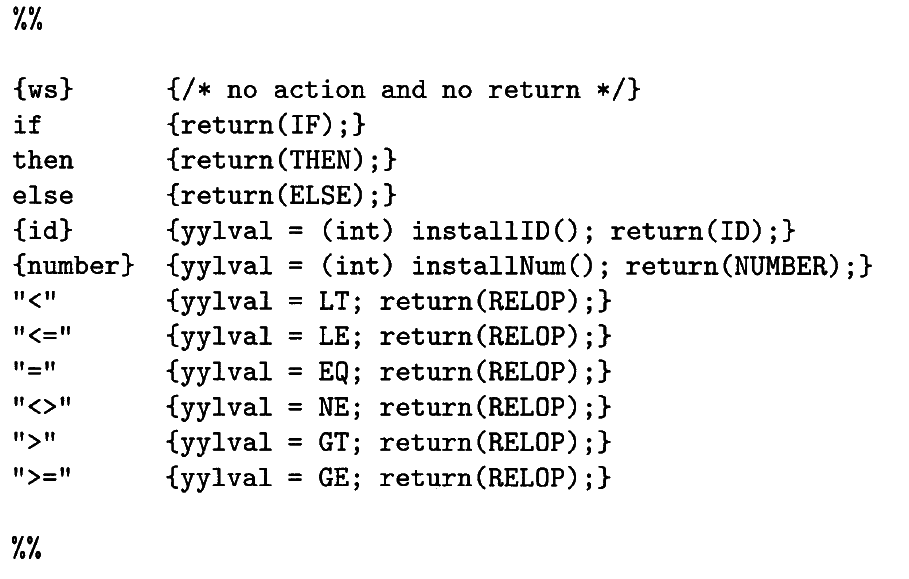 %%
{ws} {/* no action and no return */}
if {return(IF);}
then {return(THEN);}
else {return(ELSE);}
{id} {yylval = (int) installID(); return(ID);}
{number} {yylval = (int) installNum(); return(NUMBER);}
"<" {yylval = LT; return(RELOP);}
"<=" {yylval = LE; return(RELOP);}
"=" {yylval = EQ; return(RELOP);}
"<>" {yylval = NE; return(RELOP);}
">" {yylval = GT; return(RELOP);}
">=" {yylval = GE; return(RELOP);}
%%